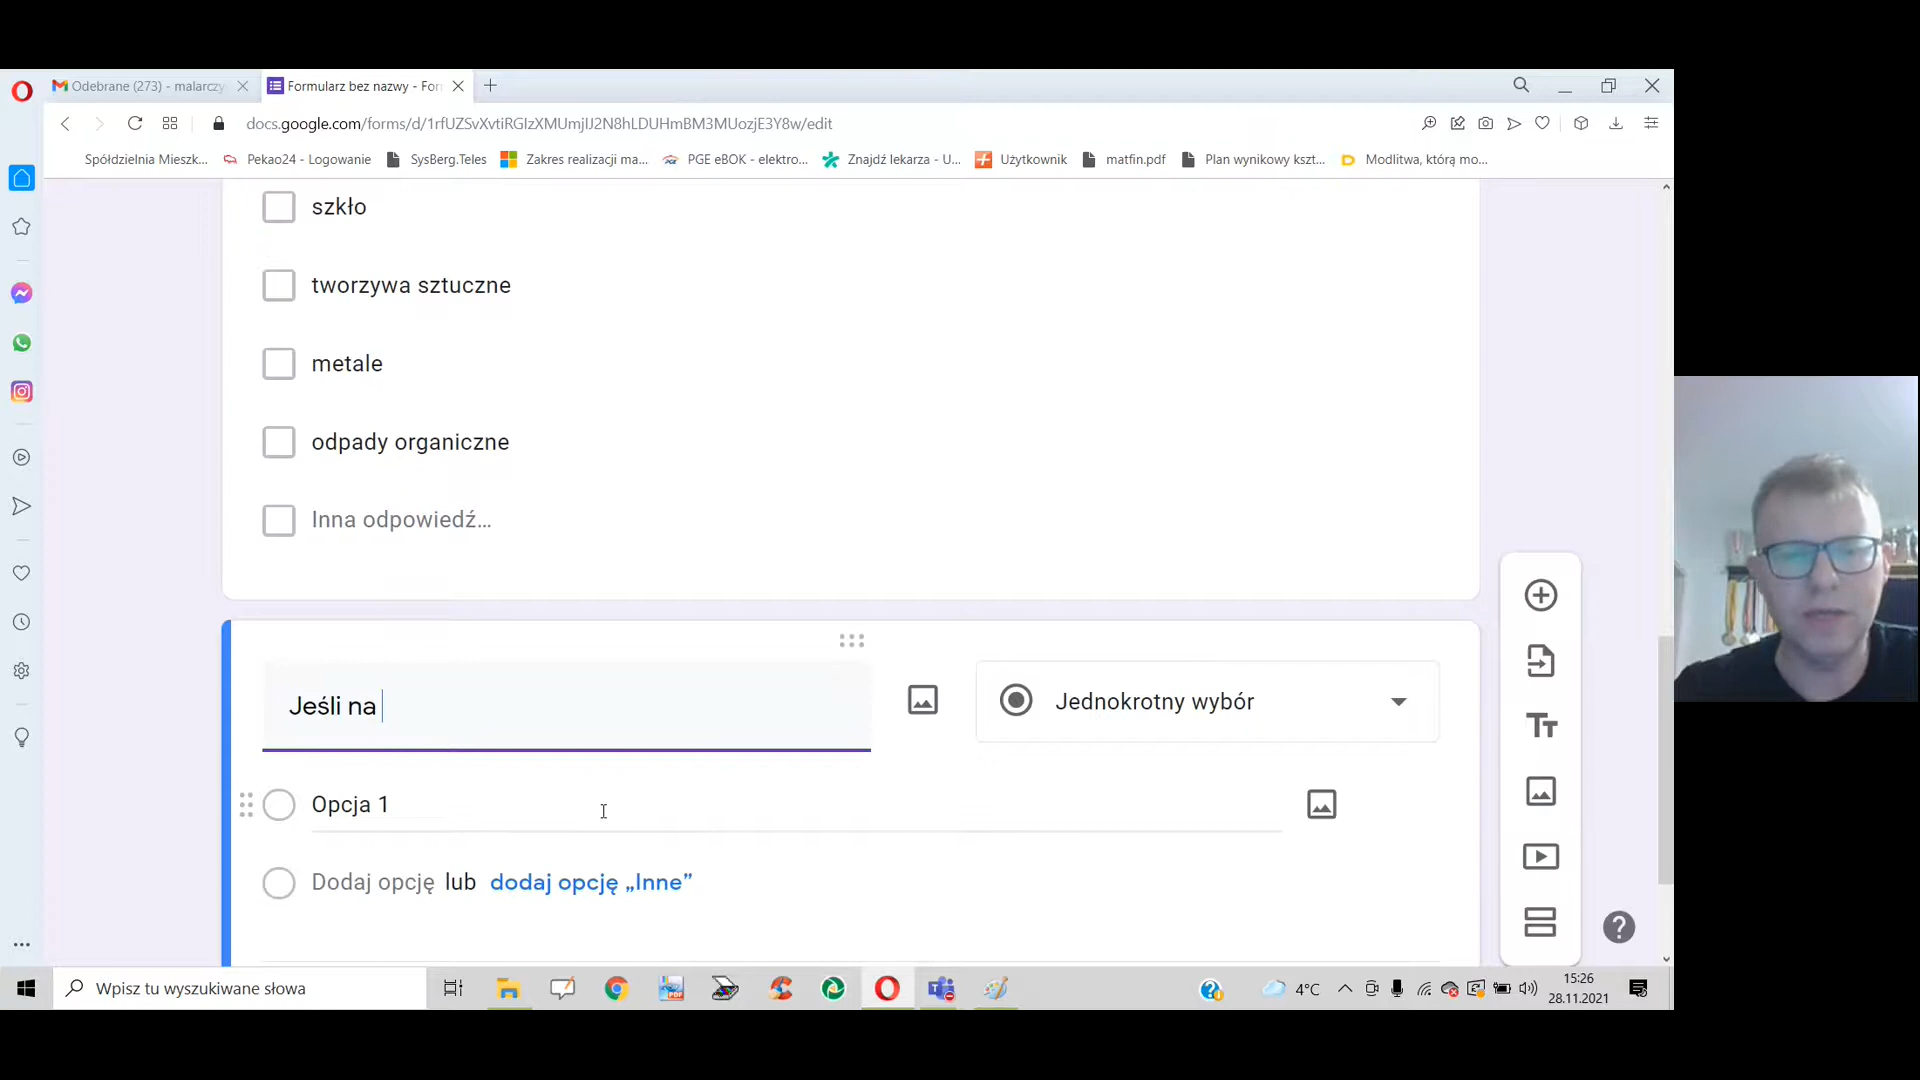 Odebrane (273) - malarczy
Formularz bez nazwy - For
docs.google.com/forms/d/1rfUZSvXvtiRGIzXMUmjIJ2N8hLDUHmBM3MUozjE3Y8w/edit
Spółdzielnia Mieszk...
Pekao24 - Logowanie
SysBerg.Teles
Zakres realizacji ma...
PGE eBOK - elektro...
Znajdź lekarza - U...
Użytkownik
matfin.pdf
Plan wynikowy kszt...
Modlitwa, którą mo...
szkło
tworzywa sztuczne
metale
odpady organiczne
Inna odpowiedź...
Jeśli na
Jednokrotny wybór
Opcja 1
Dodaj opcję lub dodaj opcję „Inne”
Wpisz tu wyszukiwane słowa
4°C
15:26
28.11.2021